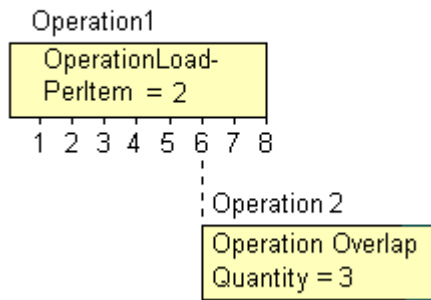 Operation1
OperationLoad-
PerItem = 2
1 2 3 4 5 6 7 8
Operation 2
Operation Overlap
Quantity = 3